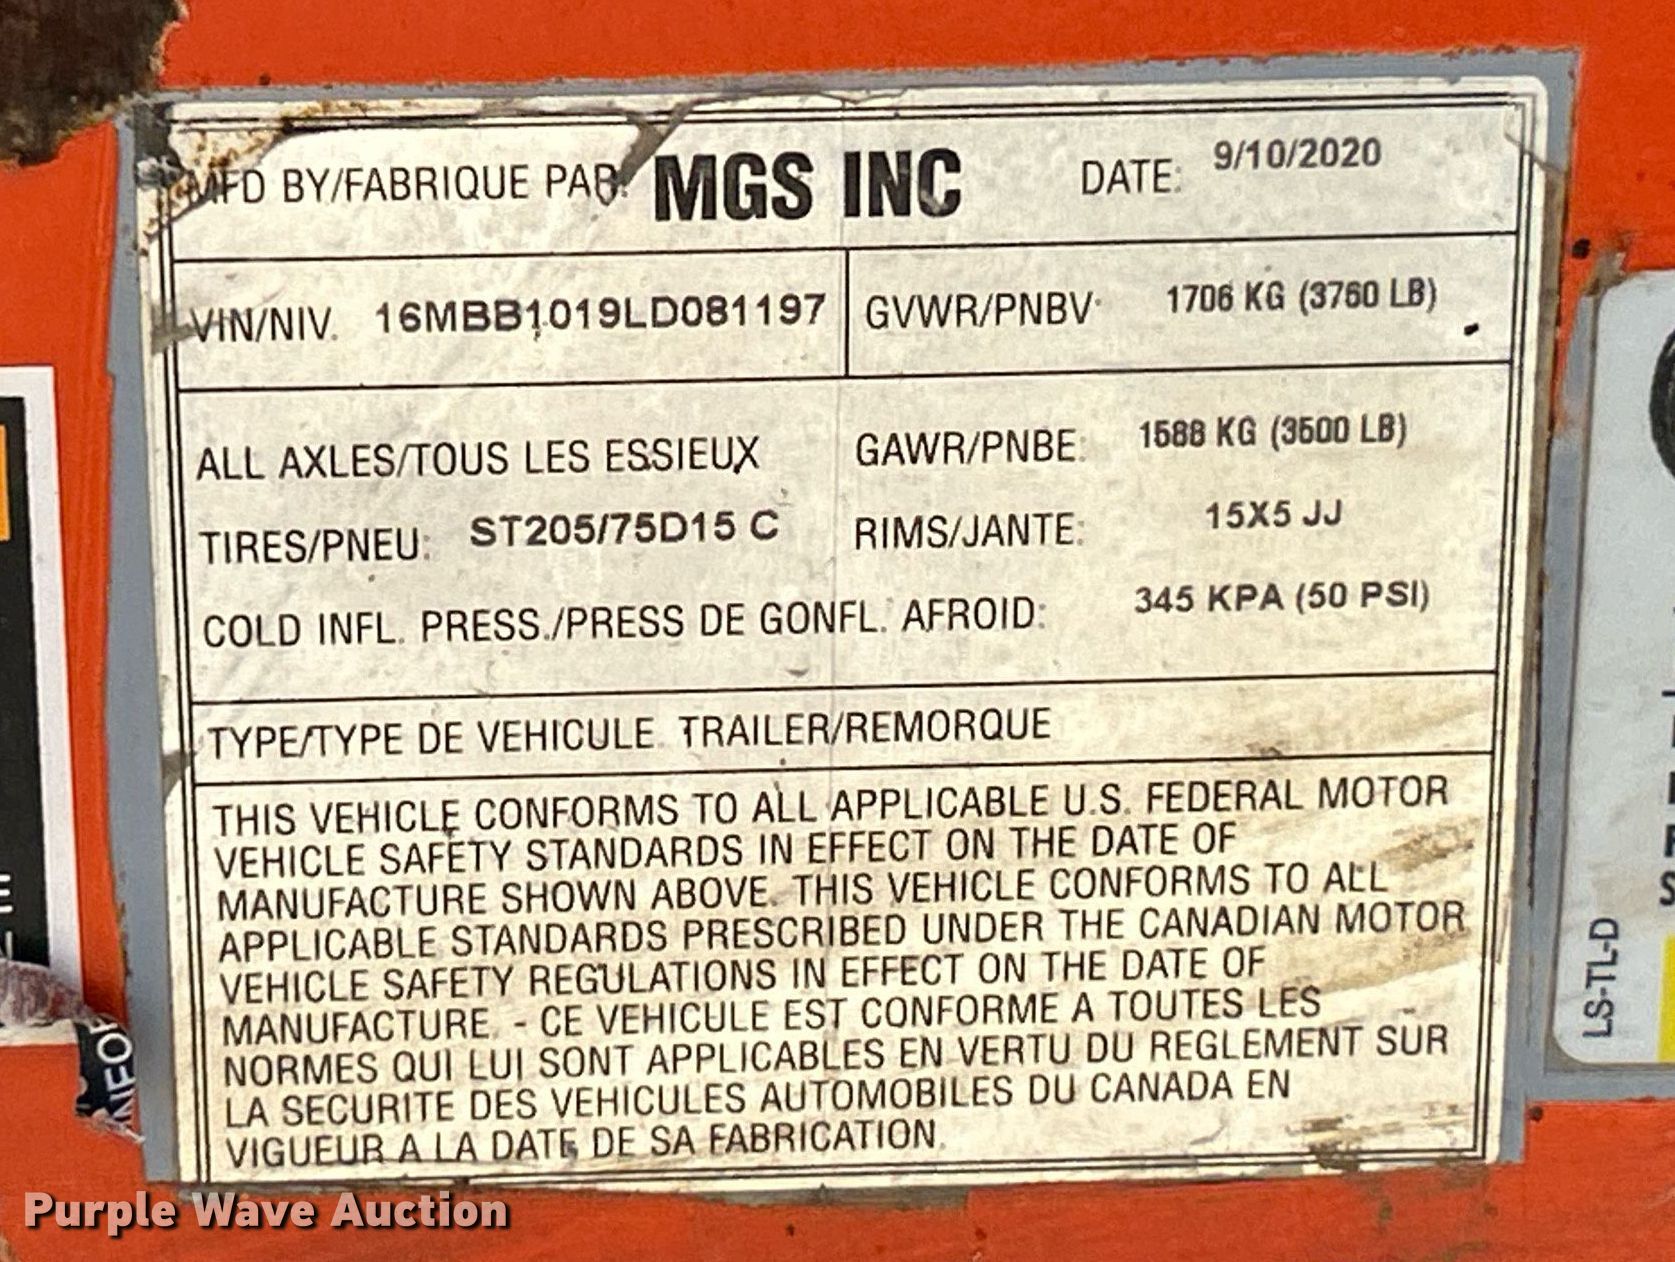 MFD BY/FABRIQUE PAR: MGS INC DATE: 9/10/2020
VIN/NIV. 16MBB1019LD081197 GVWR/PNBV: 1706 KG (3760 LB)
ALL AXLES/TOUS LES ESSIEUX GAWR/PNBE: 1588 KG (3500 LB)
TIRES/PNEU: ST205/75D15 C RIMS/JANTE: 15X5 JJ
COLD INFL. PRESS./PRESS DE GONFL. AFROID: 345 KPA (50 PSI)
TYPE/TYPE DE VEHICULE. TRAILER/REMORQUE
THIS VEHICLE CONFORMS TO ALL APPLICABLE U.S. FEDERAL MOTOR
VEHICLE SAFETY STANDARDS IN EFFECT ON THE DATE OF
MANUFACTURE SHOWN ABOVE. THIS VEHICLE CONFORMS TO ALL
APPLICABLE STANDARDS PRESCRIBED UNDER THE CANADIAN MOTOR
VEHICLE SAFETY REGULATIONS IN EFFECT ON THE DATE OF
MANUFACTURE. - CE VEHICULE EST CONFORME A TOUTES LES
NORMES QUI LUI SONT APPLICABLES EN VERTU DU REGLEMENT SUR
LA SECURITE DES VEHICULES AUTOMOBILES DU CANADA EN
VIGUEUR A LA DATE DE SA FABRICATION.
LS-TL-D
Purple Wave Auction